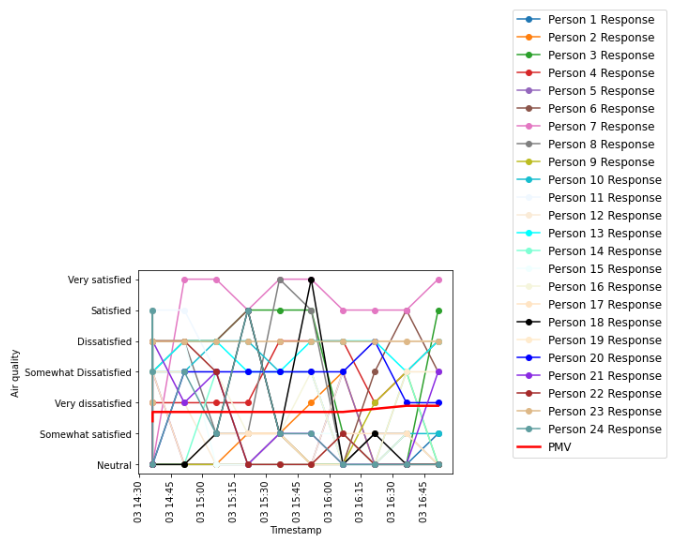 Person 1 Response
Person 2 Response
Person 3 Response
Person 4 Response
Person 5 Response
Person 6 Response
Person 7 Response
Person 8 Response
Person 9 Response
Person 10 Response
Person 11 Response
Person 12 Response
Person 13 Response
Person 14 Response
Person 15 Response
Person 16 Response
Person 17 Response
Person 18 Response
Person 19 Response
Person 20 Response
Person 21 Response
Person 22 Response
Person 23 Response
Person 24 Response
PMV
Air quality
Very satisfied
Satisfied
Dissatisfied
Somewhat Dissatisfied
Very dissatisfied
Somewhat satisfied
Neutral
03 14:30
03 14:45
03 15:00
03 15:15
03 15:30
03 15:45
03 16:00
03 16:15
03 16:30
03 16:45
Timestamp